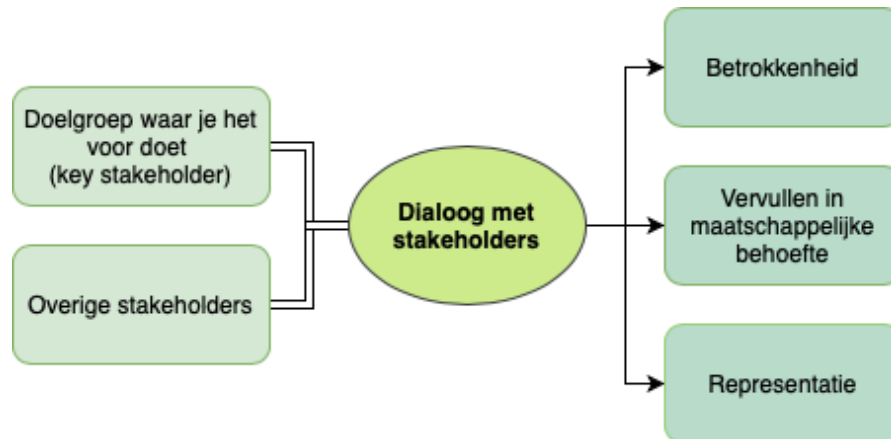 Doelgroep waar je het
voor doet
(key stakeholder)
Overige stakeholders
Dialoog met
stakeholders
Betrokkenheid
Vervullen in
maatschappelijke
behoefte
Representatie